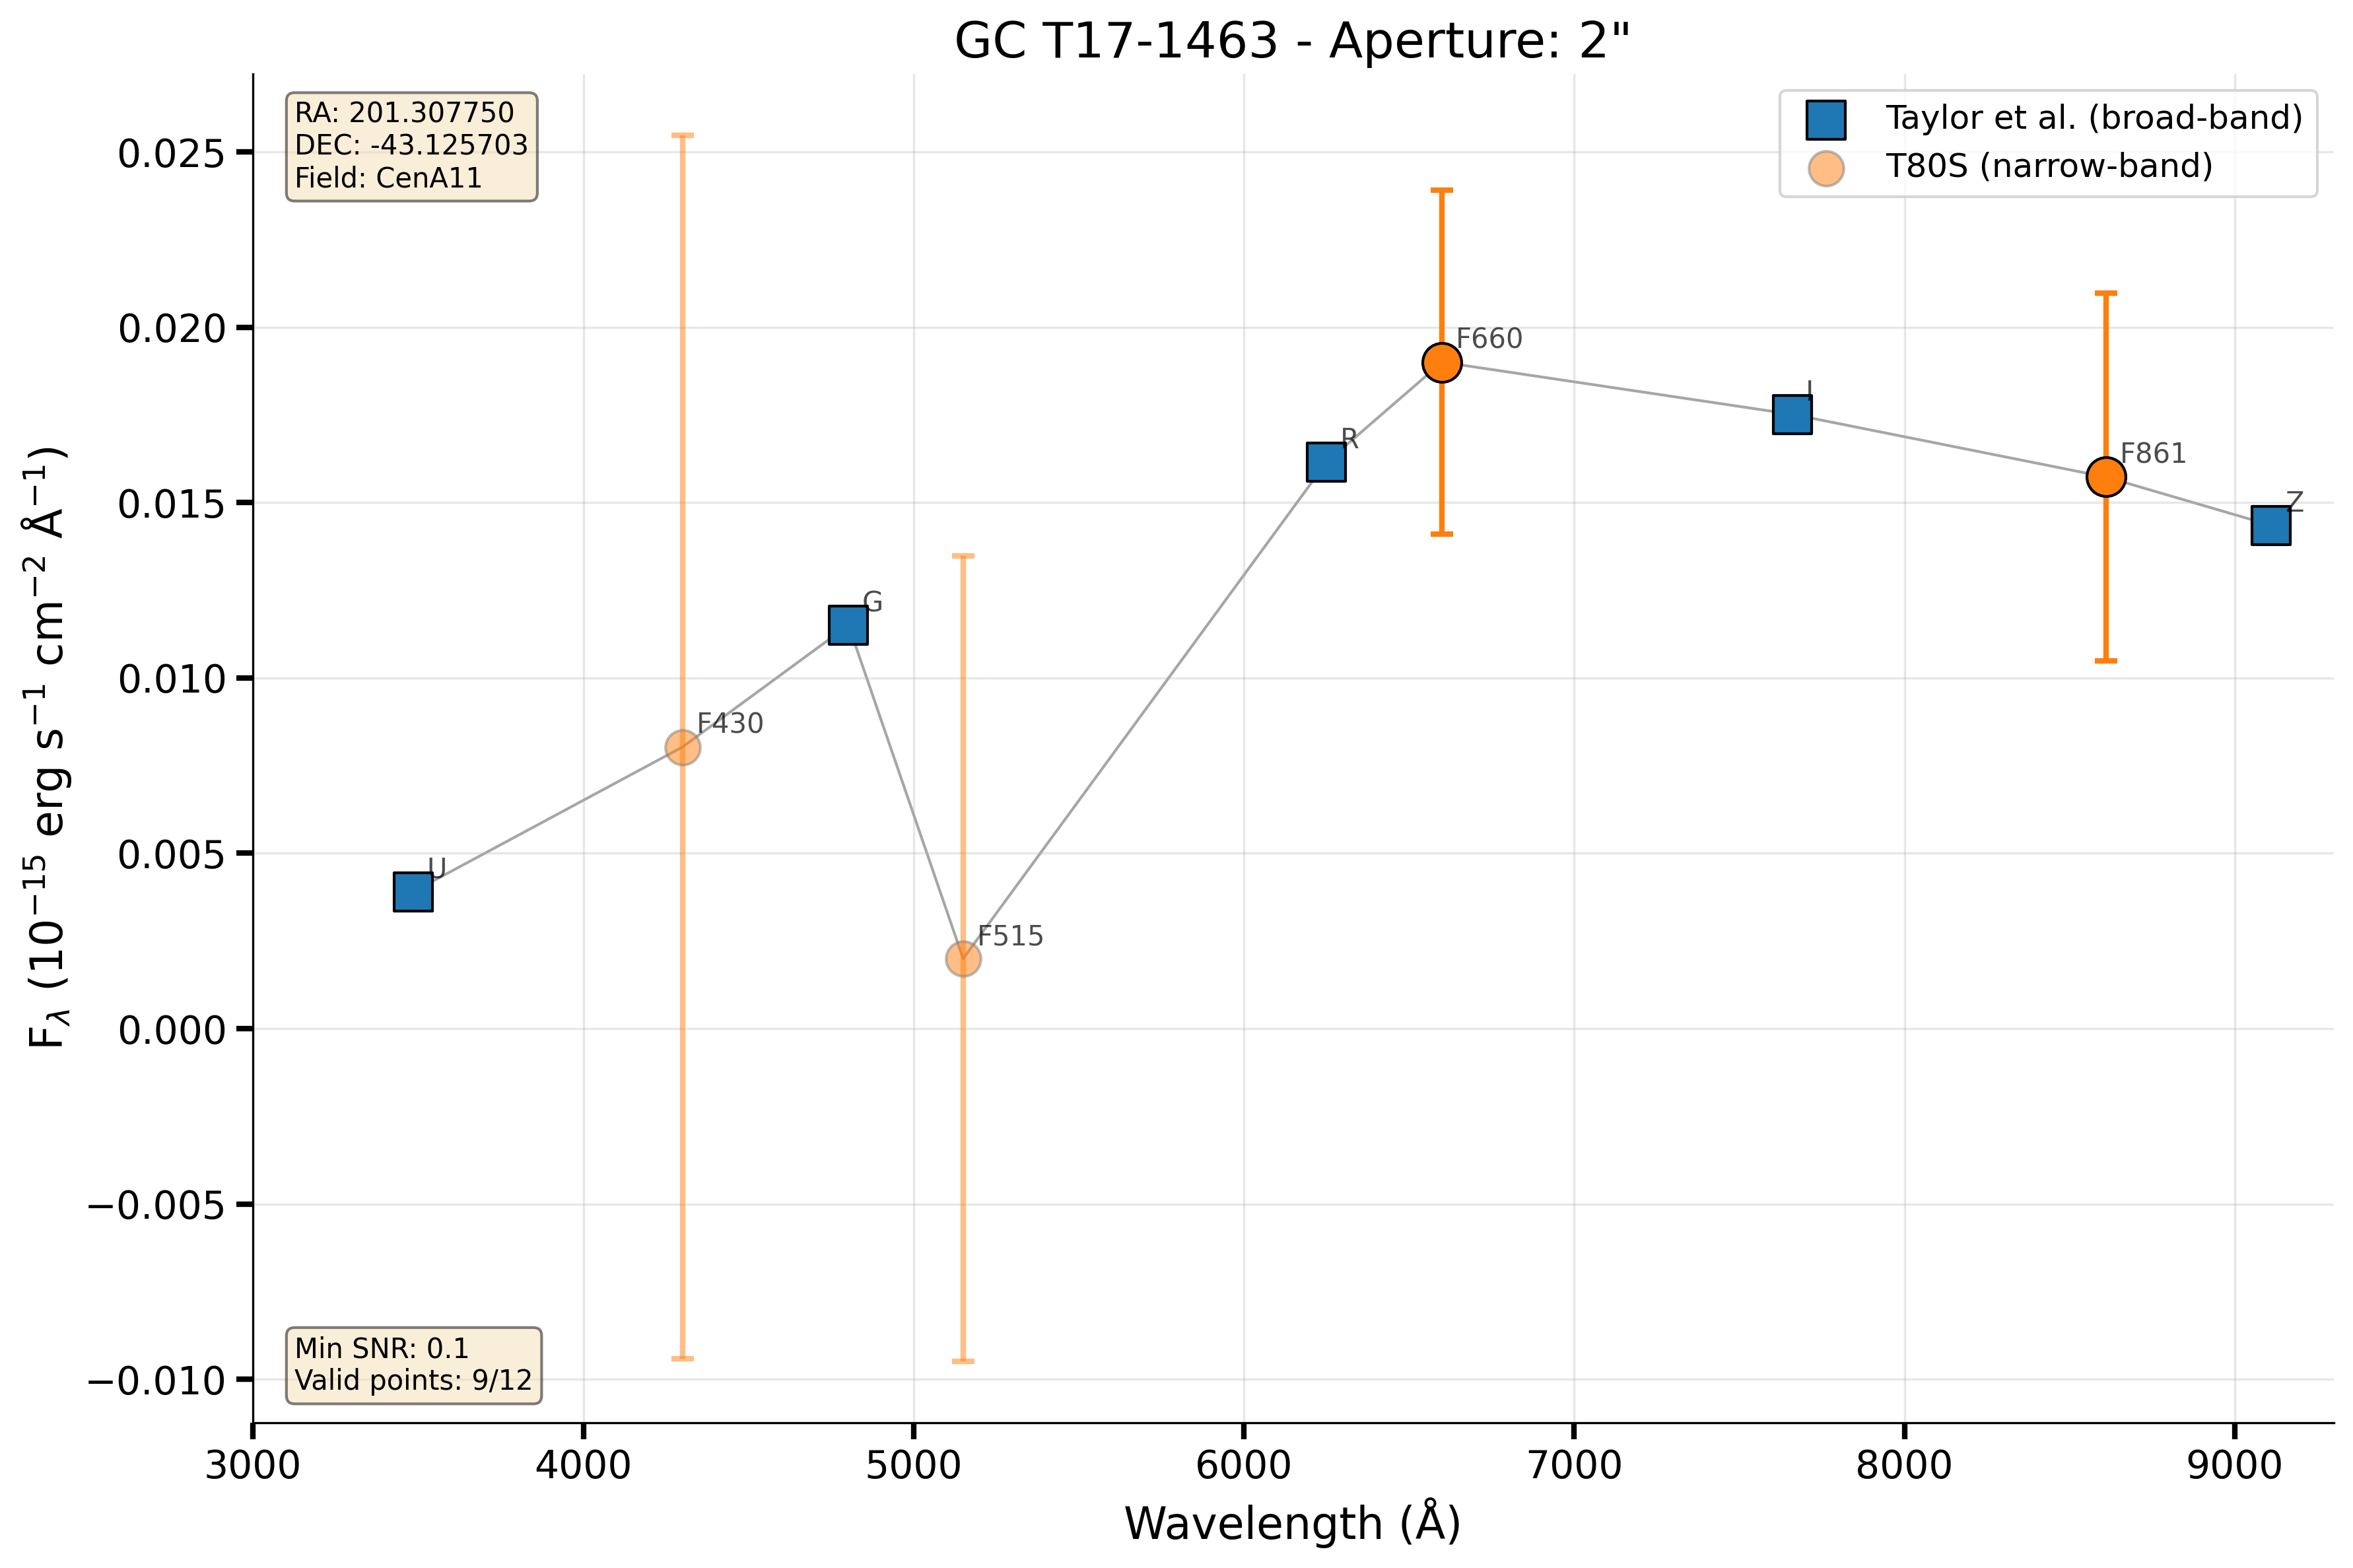 GC T17-1463 - Aperture: 2"
RA: 201.307750
DEC: -43.125703
Field: CenA11
Taylor et al. (broad-band)
T80S (narrow-band)
0.025
0.020
0.015
0.010
0.005
0.000
−0.005
−0.010
F660
I
R
F861
Z
G
F430
U
F515
Min SNR: 0.1
Valid points: 9/12
3000 4000 5000 6000 7000 8000 9000
Wavelength (Å)
F$_{λ}$ (10$^{−15}$ erg s$^{−1}$ cm$^{−2}$ Å$^{−1}$)